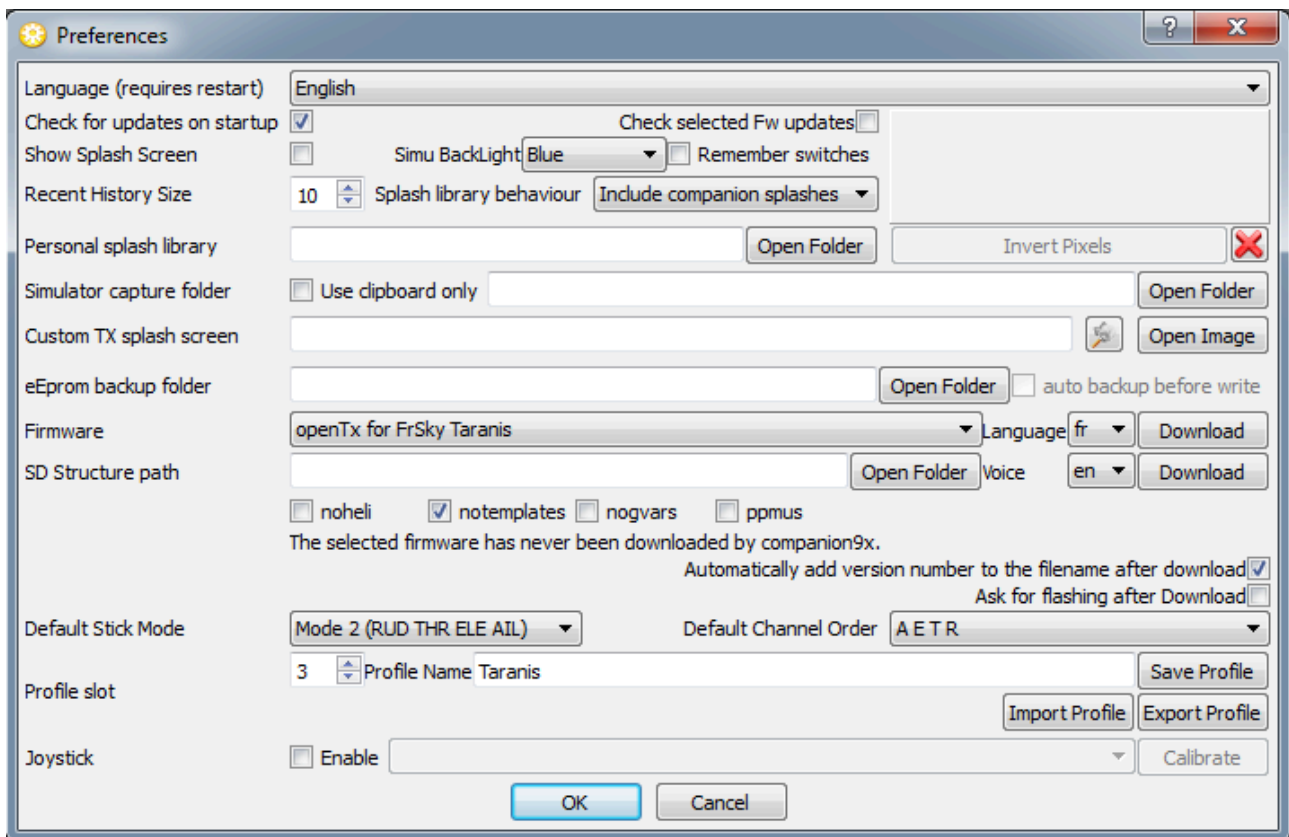 Preferences
Language (requires restart) English
Check for updates on startup Check selected Fw updates
Show Splash Screen Simu BackLight Blue Remember switches
Recent History Size 10 Splash library behaviour Include companion splashes
Personal splash library Open Folder Invert Pixels
Simulator capture folder Use clipboard only Open Folder
Custom TX splash screen Open Image
eEprom backup folder Open Folder auto backup before write
Firmware openTx for FrSky Taranis Language fr Download
SD Structure path Open Folder Voice en Download
noheli notemplates nogvars ppmus
The selected firmware has never been downloaded by companion9x.
Automatically add version number to the filename after download
Ask for flashing after Download
Default Stick Mode Mode 2 (RUD THR ELE AIL) Default Channel Order A E T R
3 Profile Name Taranis Save Profile
Profile slot
Import Profile Export Profile
Joystick Enable Calibrate
OK Cancel